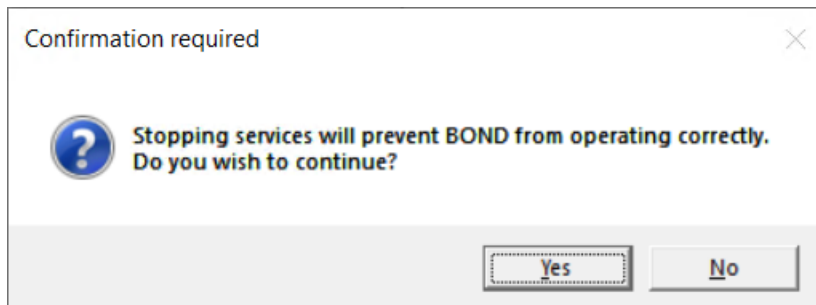 Confirmation required
Stopping services will prevent BOND from operating correctly.
Do you wish to continue?
Yes
No